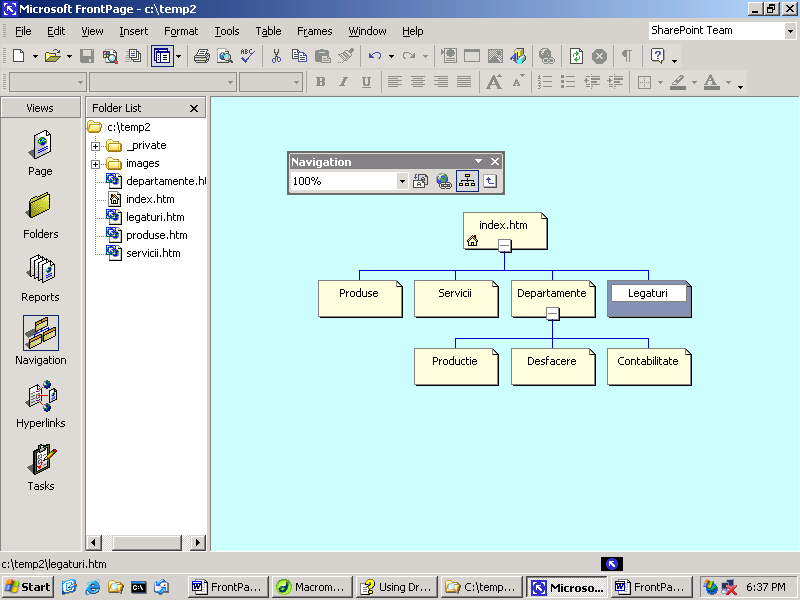 Microsoft FrontPage - c:\temp2
File Edit View Insert Format Tools Table Frames Window Help
SharePoint Team
B I U
Views
Folder List
Page
Folders
Reports
Navigation
Hyperlinks
Tasks
c:\temp2
_private
images
departamente.ht
index.htm
legaturi.htm
produse.htm
servicii.htm
Navigation
100%
index.htm
Produse Servicii Departamente Legaturi
Productie Desfacere Contabilitate
c:\temp2\legaturi.htm
Start FrontPa... Macrom... Using Dr... C:\temp... Microso... FrontPa... 6:37 PM